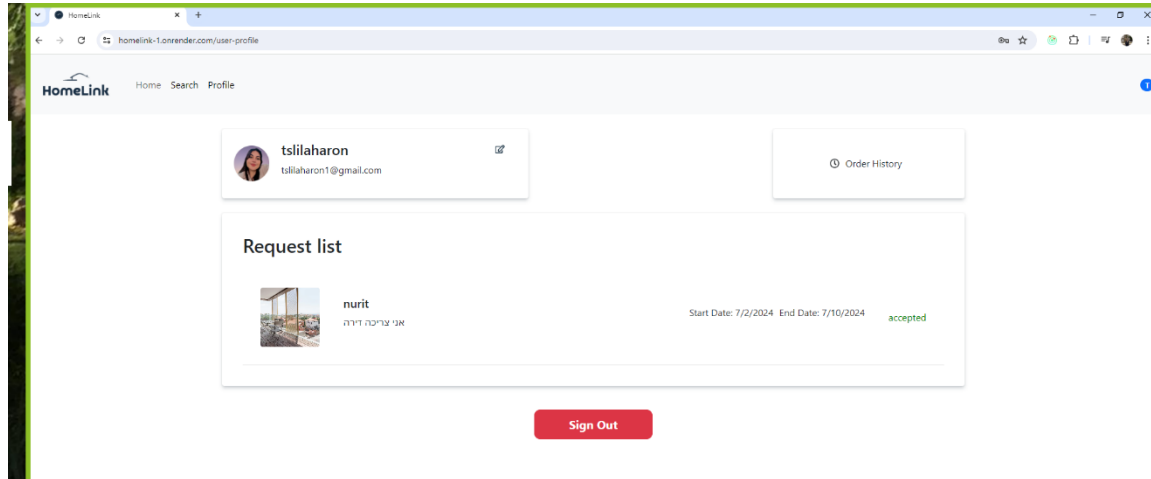 HomeLink
homelink-1.onrender.com/user-profile
HomeLink Home Search Profile
T
tslilaharon
tslilaharon1@gmail.com
Order History
Request list
nurit
אני צריכה דירה
Start Date: 7/2/2024 End Date: 7/10/2024 accepted
Sign Out